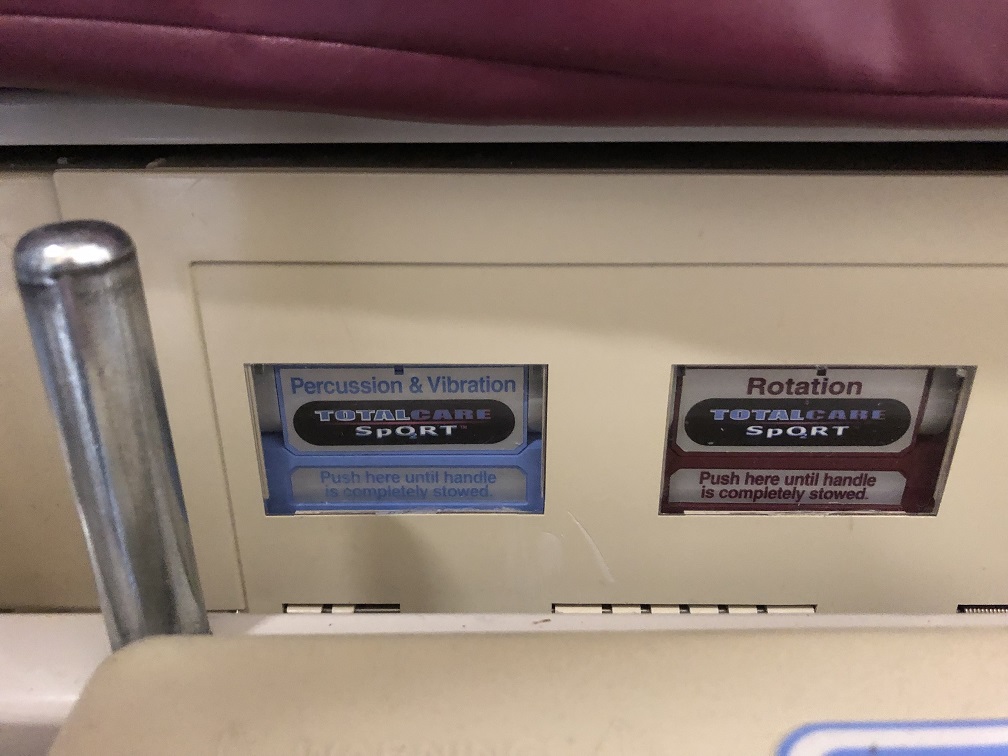 Percussion & Vibration
TOTALCARE
SpO2RT™
Push here until handle
is completely stowed.
Rotation
TOTALCARE
SpO2RT
Push here until handle
is completely stowed.